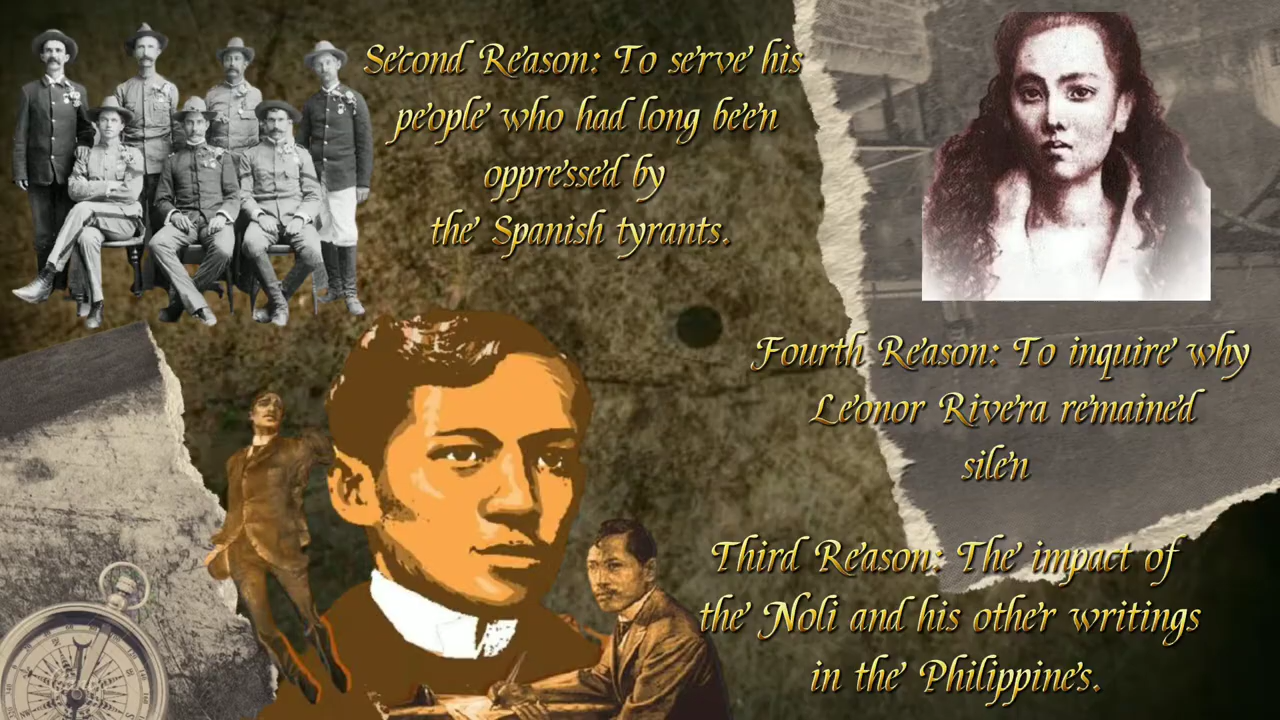 Second Reason: To serve his
people who had long been
oppressed by
the Spanish tyrants.
Fourth Reason: To inquire why
Leonor Rivera remained
silen
Third Reason: The impact of
the Noli and his other writings
in the Philippines.